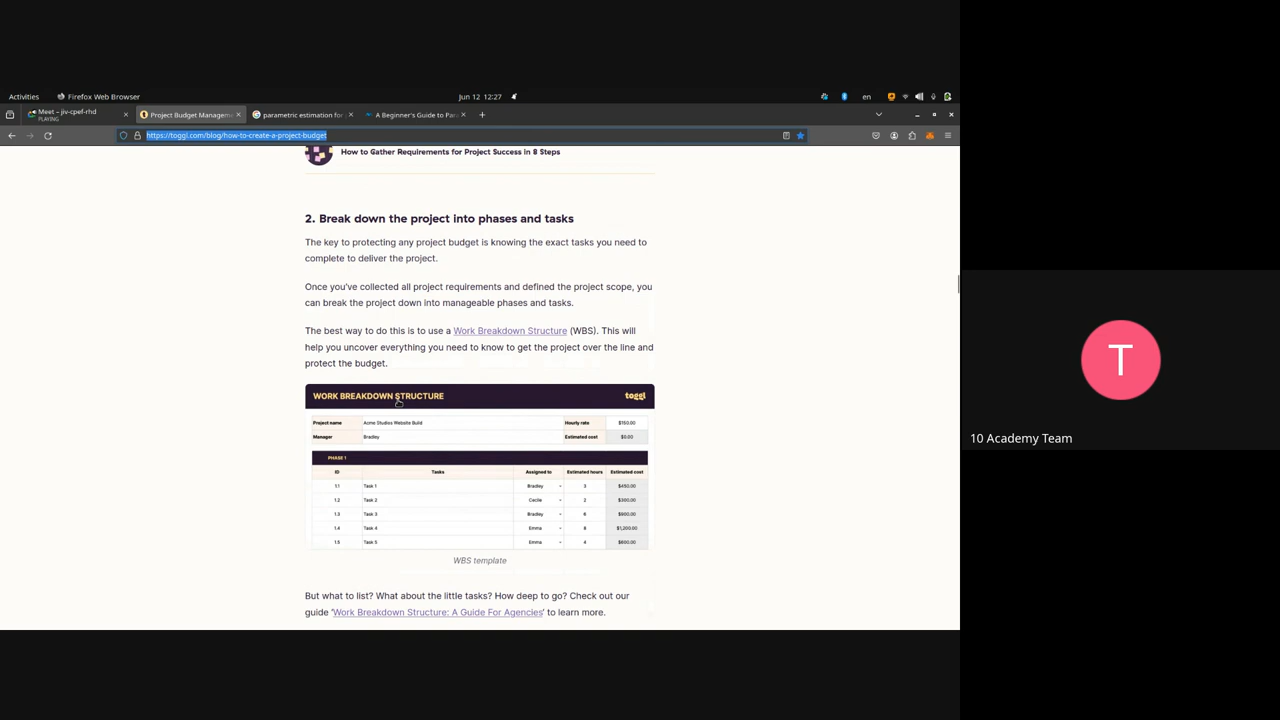 Activities
Firefox Web Browser
Jun 12 12:27
en
Meet – jiv-cpef-rhd
PLAYING
Project Budget Managem
parametric estimation for
A Beginner's Guide to Par
https://toggl.com/blog/how-to-create-a-project-budget
How to Gather Requirements for Project Success in 8 Steps
2. Break down the project into phases and tasks
The key to protecting any project budget is knowing the exact tasks you need to
complete to deliver the project.
Once you've collected all project requirements and defined the project scope, you
can break the project down into manageable phases and tasks.
The best way to do this is to use a Work Breakdown Structure (WBS). This will
help you uncover everything you need to know to get the project over the line and
protect the budget.
WORK BREAKDOWN STRUCTURE toggl
Project name Acme Studios Website Build Hourly rate $150.00
Manager Bradley Estimated cost $0.00
PHASE 1
ID Tasks Assigned to Estimated hours Estimated cost
1.1 Task 1 Bradley 3 $450.00
1.2 Task 2 Cecile 2 $300.00
1.3 Task 3 Bradley 6 $900.00
1.4 Task 4 Emma 8 $1,200.00
1.5 Task 5 Emma 4 $600.00
WBS template
But what to list? What about the little tasks? How deep to go? Check out our
guide 'Work Breakdown Structure: A Guide For Agencies' to learn more.
T
10 Academy Team